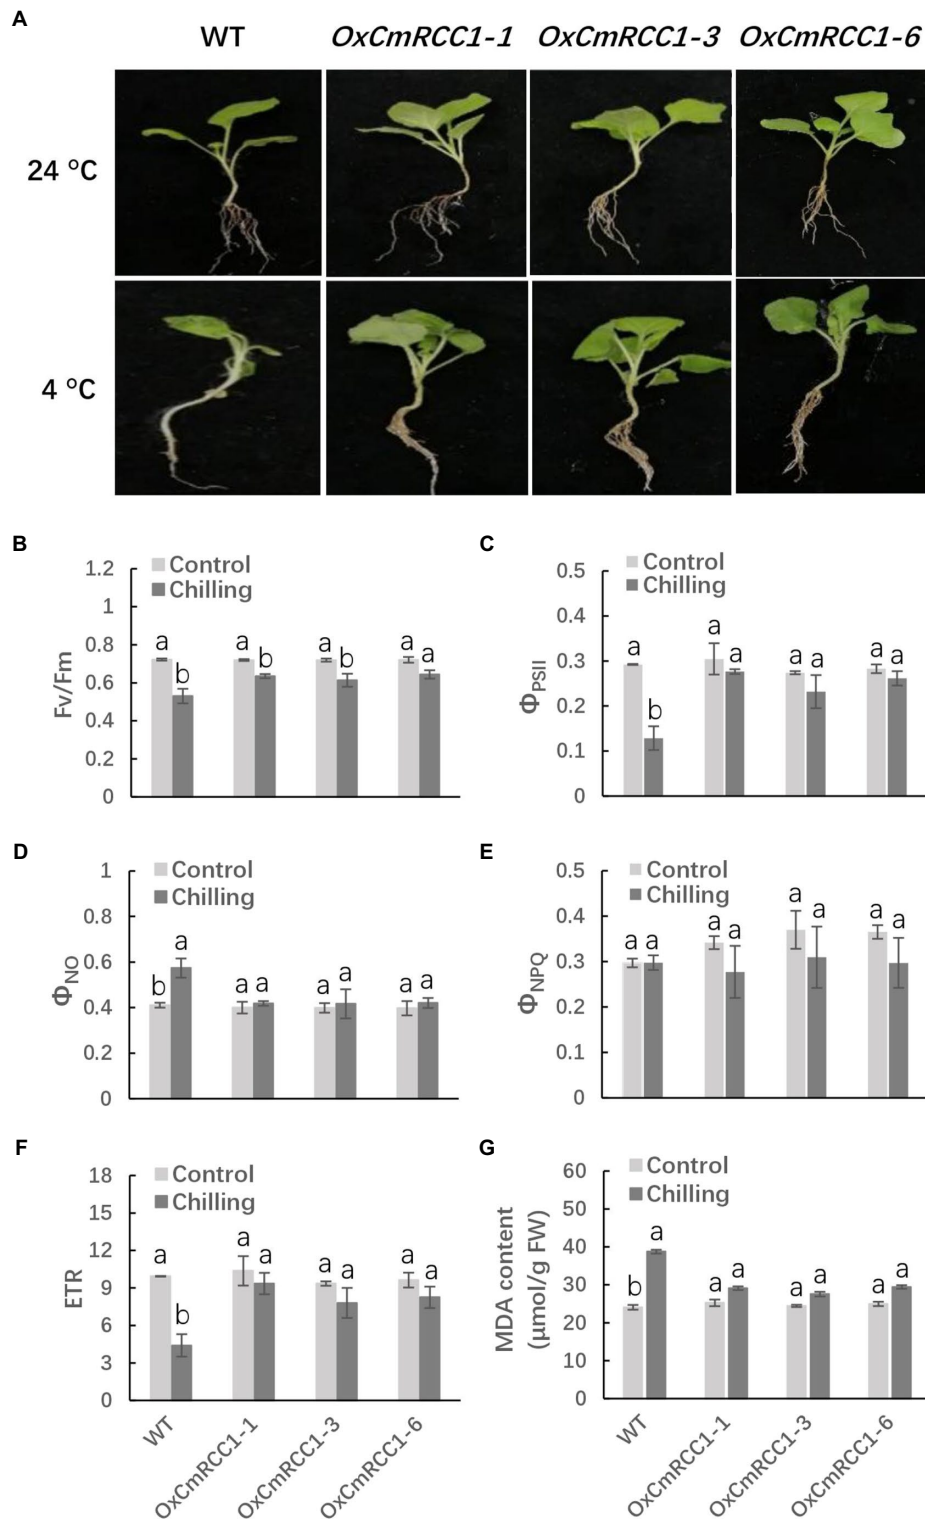 A
WT OxCmRCC1-1 OxCmRCC1-3 OxCmRCC1-6
24 °C
4 °C
B
Control
Chilling
Fv/Fm
1.2
1
0.8
0.6
0.4
0.2
0
a b a b a b a a
C
Control
Chilling
ΦPSII
0.5
0.4
0.3
0.2
0.1
0
a b a a a a a a
D
Control
Chilling
ΦNO
1
0.8
0.6
0.4
0.2
0
b a a a a a a a
E
Control
Chilling
ΦNPQ
0.5
0.4
0.3
0.2
0.1
0
a a a a a a a a
F
Control
Chilling
ETR
18
15
12
9
6
3
0
a b a a a a a a
WT
OxCmRCC1-1
OxCmRCC1-3
OxCmRCC1-6
G
Control
Chilling
MDA content
(μmol/g FW)
60
50
40
30
20
10
0
b a a a a a a a
WT
OxCmRCC1-1
OxCmRCC1-3
OxCmRCC1-6